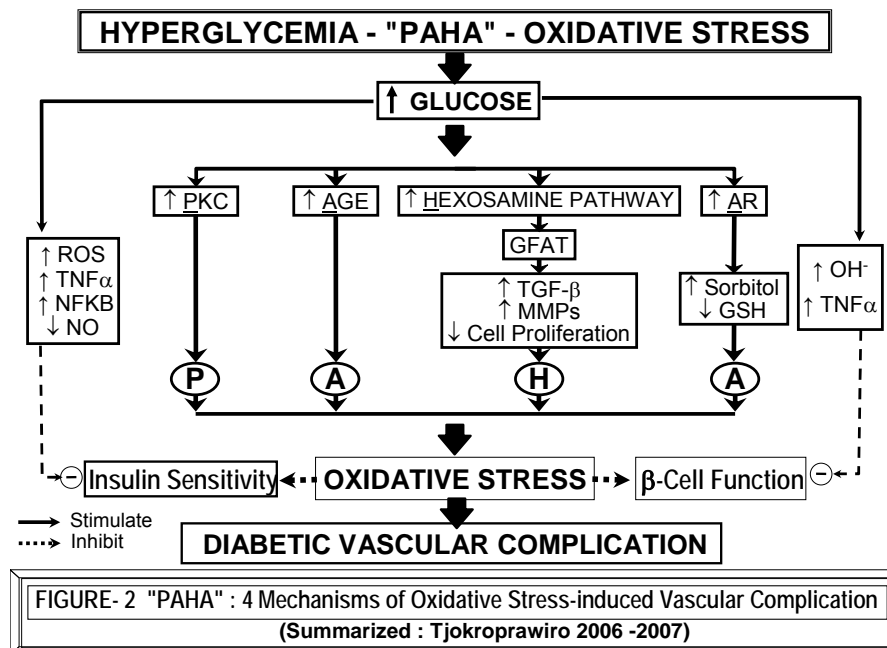 HYPERGLYCEMIA - "PAHA" - OXIDATIVE STRESS
↑ GLUCOSE
↑ PKC
↑ AGE
↑ HEXOSAMINE PATHWAY
↑ AR
GFAT
↑ ROS
↑ TNFα
↑ NFKB
↓ NO
↑ TGF-β
↑ MMPs
↓ Cell Proliferation
↑ Sorbitol
↓ GSH
↑ OH⁻
↑ TNFα
P
A
H
A
− Insulin Sensitivity
OXIDATIVE STRESS
β-Cell Function −
Stimulate
Inhibit
DIABETIC VASCULAR COMPLICATION
FIGURE- 2 "PAHA" : 4 Mechanisms of Oxidative Stress-induced Vascular Complication
(Summarized : Tjokroprawiro 2006 -2007)